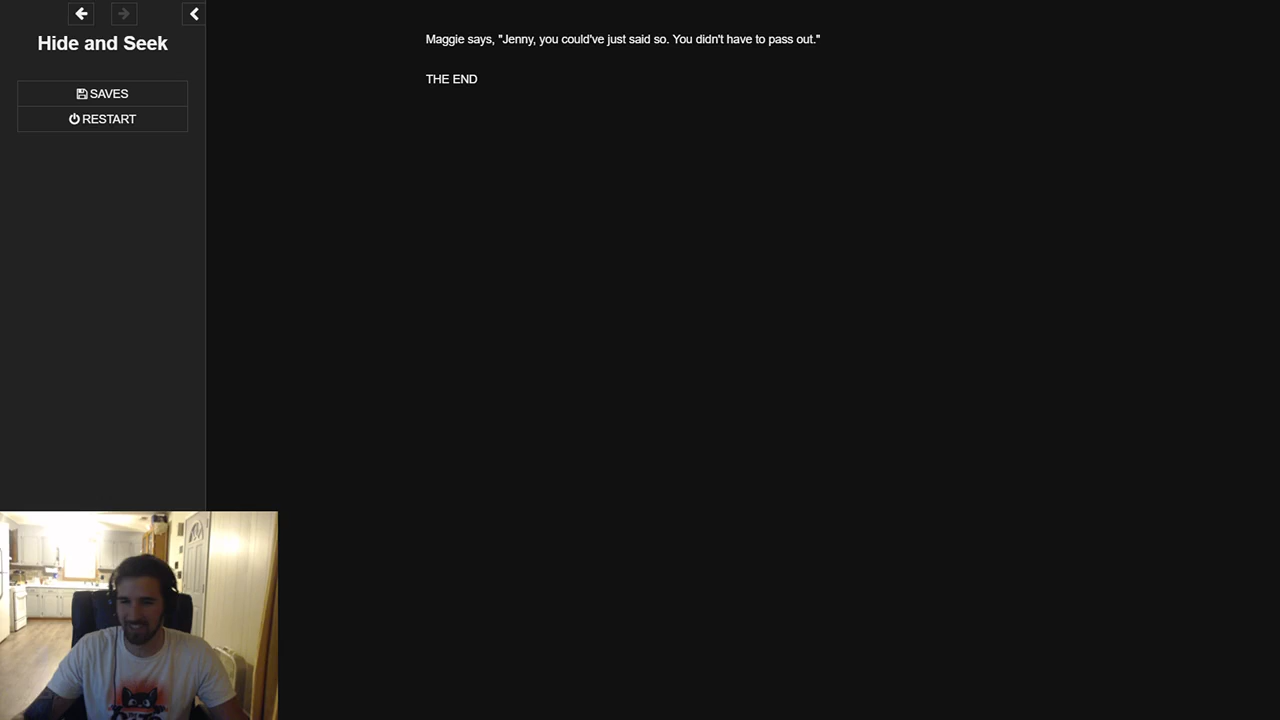 Hide and Seek
SAVES
RESTART
Maggie says, "Jenny, you could've just said so. You didn't have to pass out."
THE END